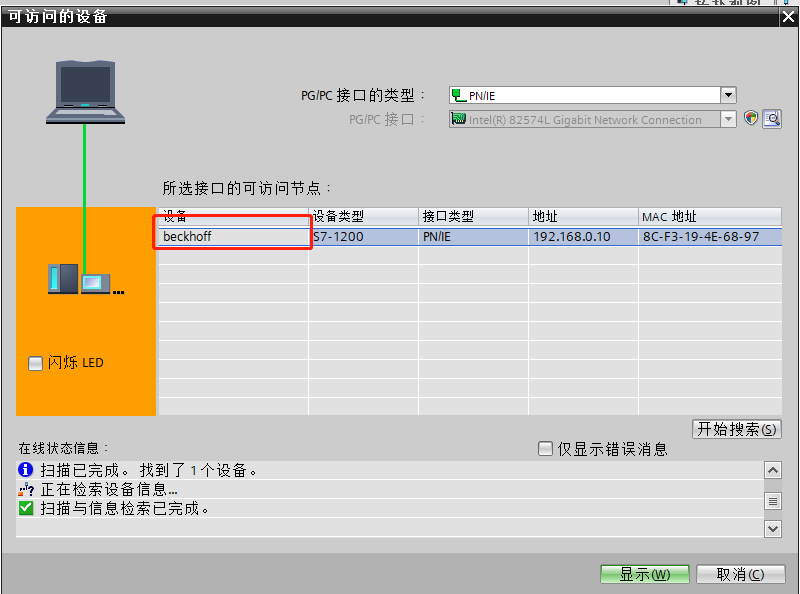 可访问的设备
PG/PC 接口的类型： PN/IE
PG/PC 接口： Intel(R) 82574L Gigabit Network Connection
所选接口的可访问节点：
设备 设备类型 接口类型 地址 MAC 地址
beckhoff S7-1200 PN/IE 192.168.0.10 8C-F3-19-4E-68-97
闪烁 LED
开始搜索(S)
在线状态信息： 仅显示错误消息
扫描已完成。 找到了 1 个设备。
正在检索设备信息...
扫描与信息检索已完成。
显示(W) 取消(C)